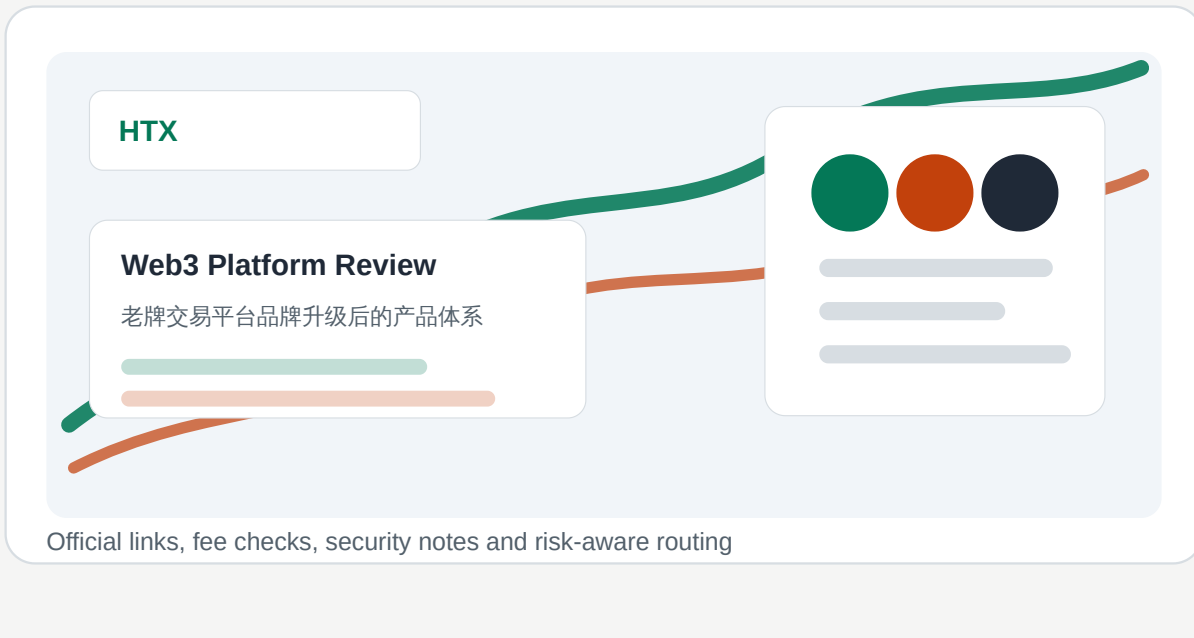 HTX
Web3 Platform Review
老牌交易平台品牌升级后的产品体系
Official links, fee checks, security notes and risk-aware routing